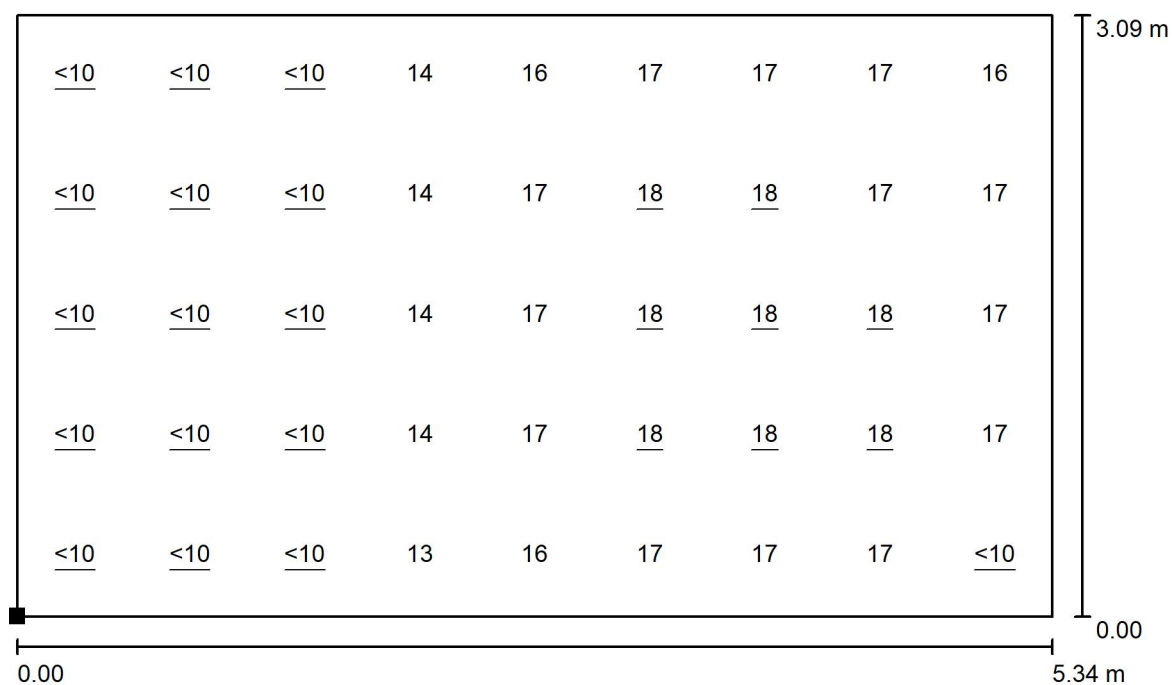 3.09 m
<10 <10 <10 14 16 17 17 17 16
<10 <10 <10 14 17 18 18 17 17
<10 <10 <10 14 17 18 18 18 17
<10 <10 <10 14 17 18 18 18 17
<10 <10 <10 13 16 17 17 17 <10
0.00
0.00 5.34 m